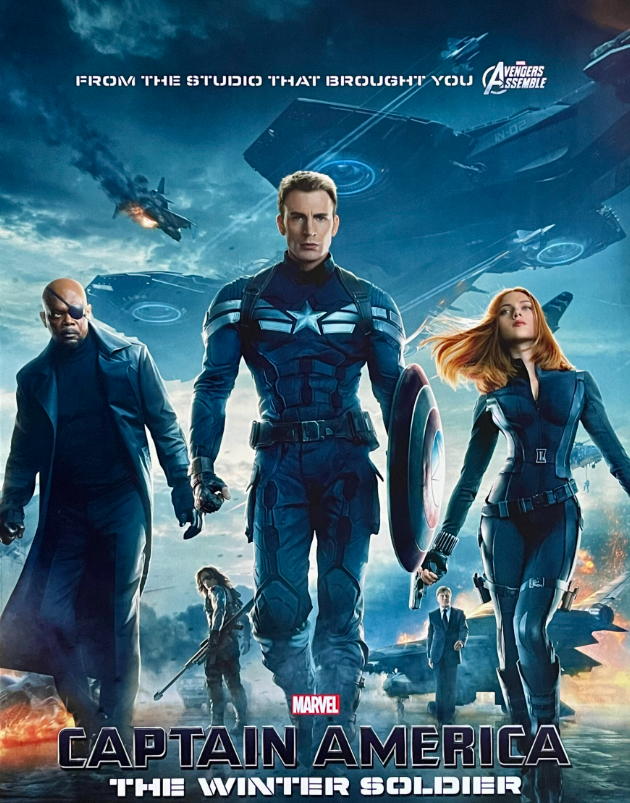 FROM THE STUDIO THAT BROUGHT YOU AVENGERS ASSEMBLE
MARVEL
CAPTAIN AMERICA
THE WINTER SOLDIER